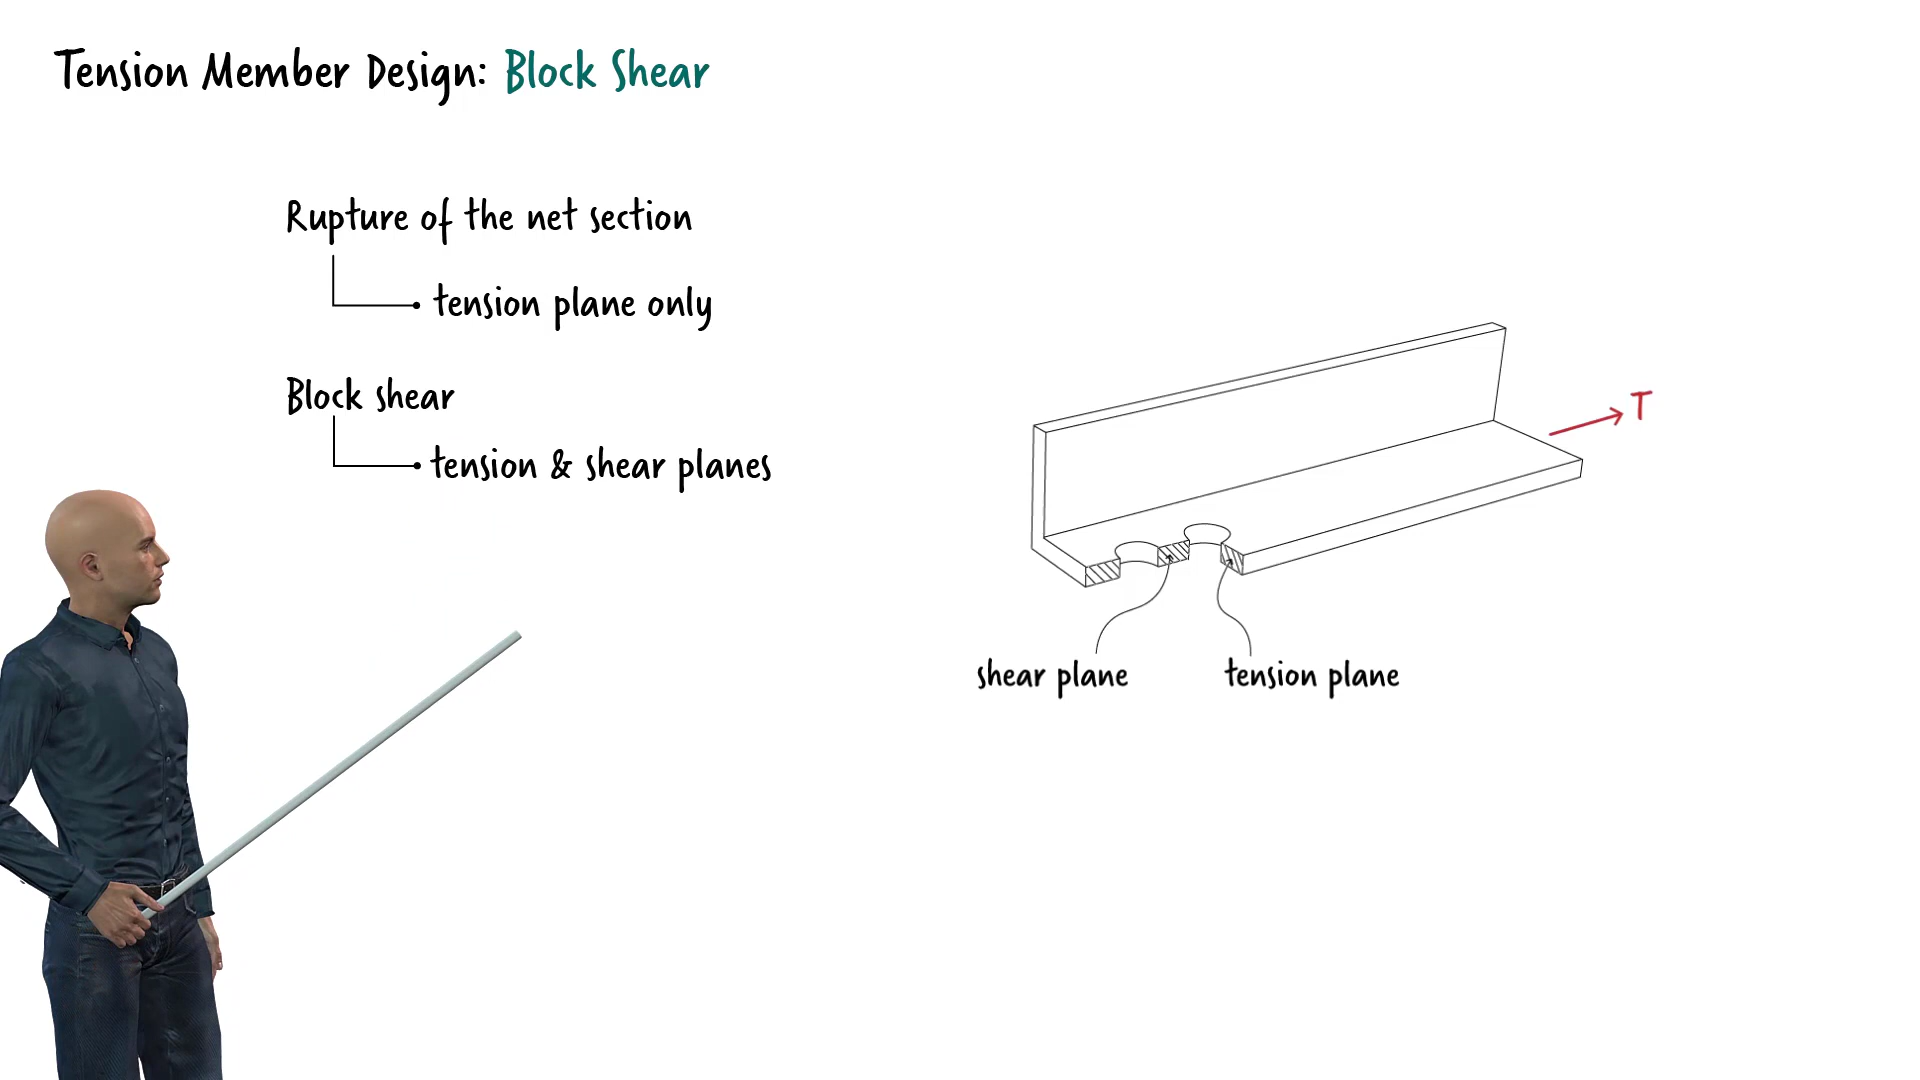 Tension Member Design: Block Shear
Rupture of the net section
tension plane only
Block shear
tension & shear planes
T
shear plane
tension plane